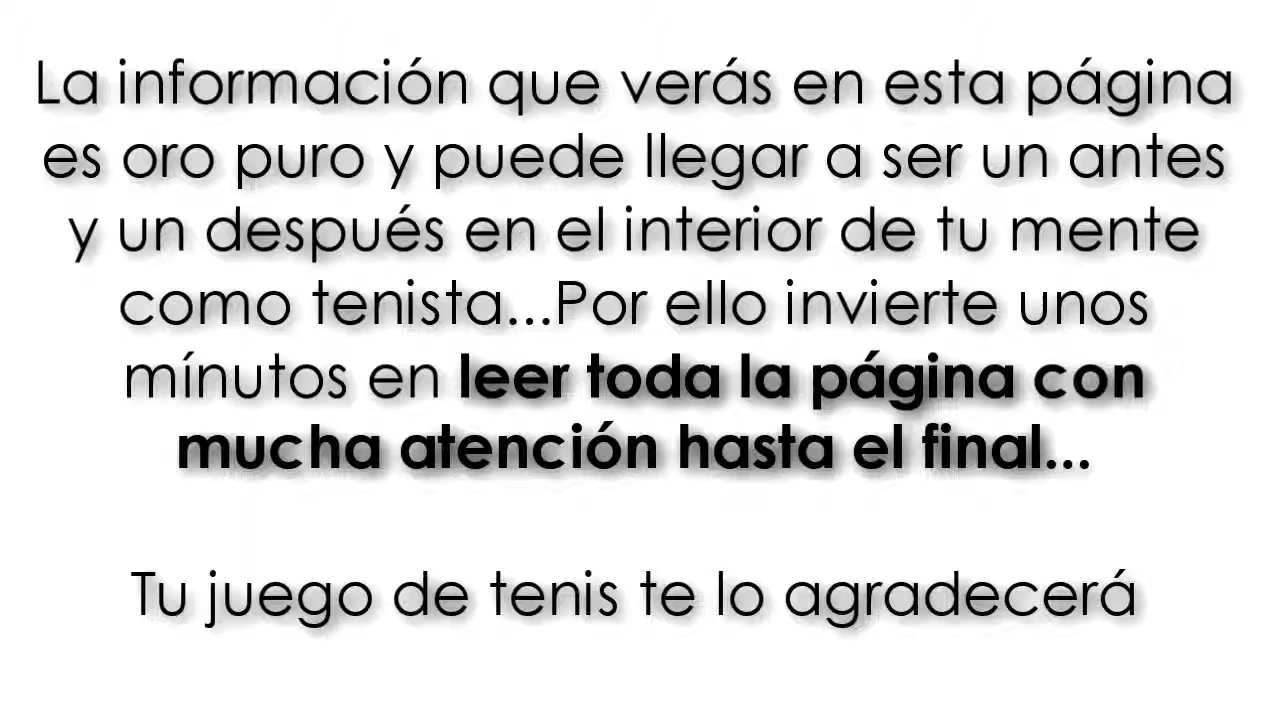 La información que verás en esta página
es oro puro y puede llegar a ser un antes
y un después en el interior de tu mente
como tenista...Por ello invierte unos
mínutos en leer toda la página con
mucha atención hasta el final...
Tu juego de tenis te lo agradecerá